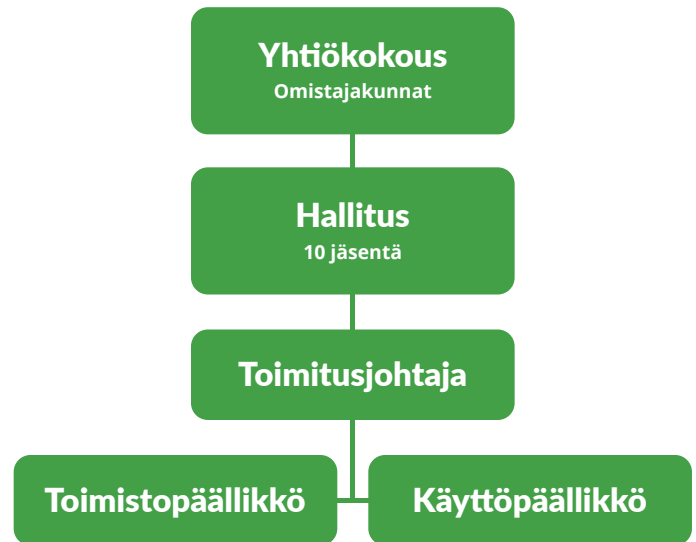 Yhtiökokous
Omistajakunnat
Hallitus
10 jäsentä
Toimitusjohtaja
Toimistopäällikkö
Käyttöpäällikkö